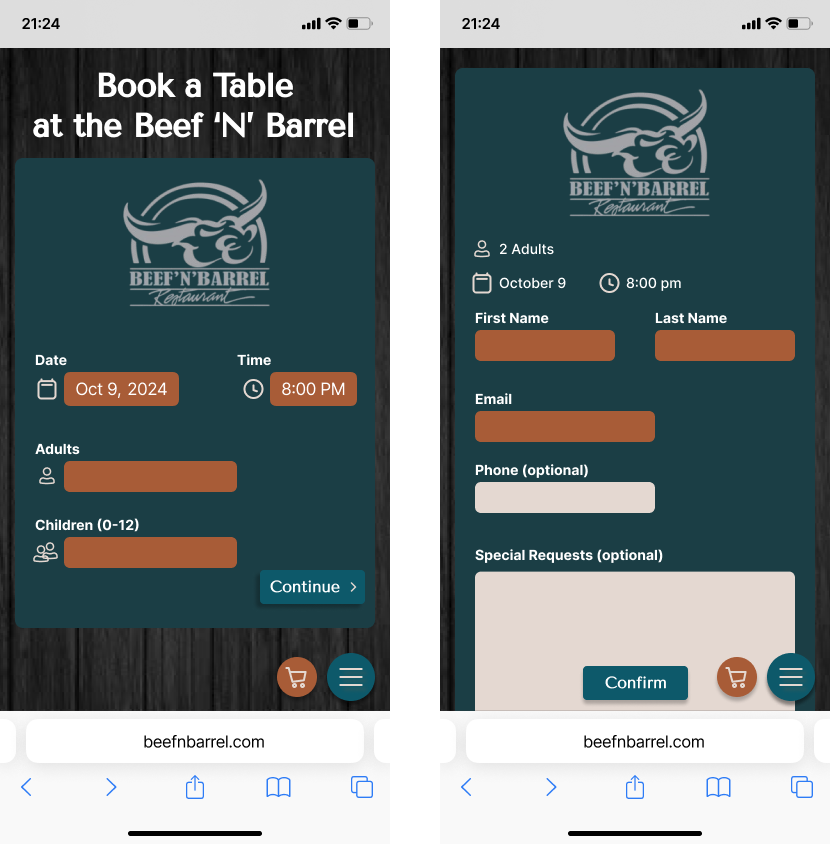 21:24
Book a Table
at the Beef ‘N’ Barrel
BEEF'N'BARREL
Restaurant
Date
Time
Oct 9, 2024
8:00 PM
Adults
Children (0-12)
Continue
beefnbarrel.com
21:24
BEEF'N'BARREL
Restaurant
2 Adults
October 9
8:00 pm
First Name
Last Name
Email
Phone (optional)
Special Requests (optional)
Confirm
beefnbarrel.com